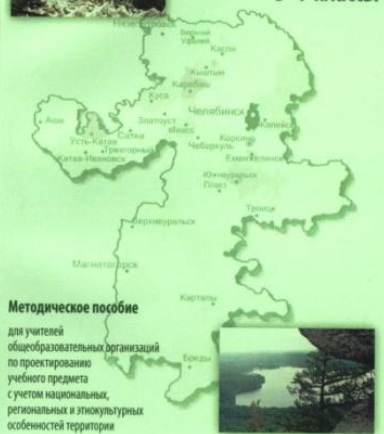 Нязепетровск
Верхний
Уфалей
Касли
Кыштым
Карабаш
Куса
Челябинск
Аша
Златоуст
Копейск
Миасс
Усть-Катав
Сатка
Коркино
Чебаркуль
Трехгорный
Еманжелинск
Катав-Ивановск
Южноуральск
Пласт
Троицк
Верхнеуральск
Магнитогорск
Карталы
Методическое пособие
для учителей
общеобразовательных организаций
по проектированию
учебного предмета
с учетом национальных,
региональных и этнокультурных
особенностей территории
Бреды